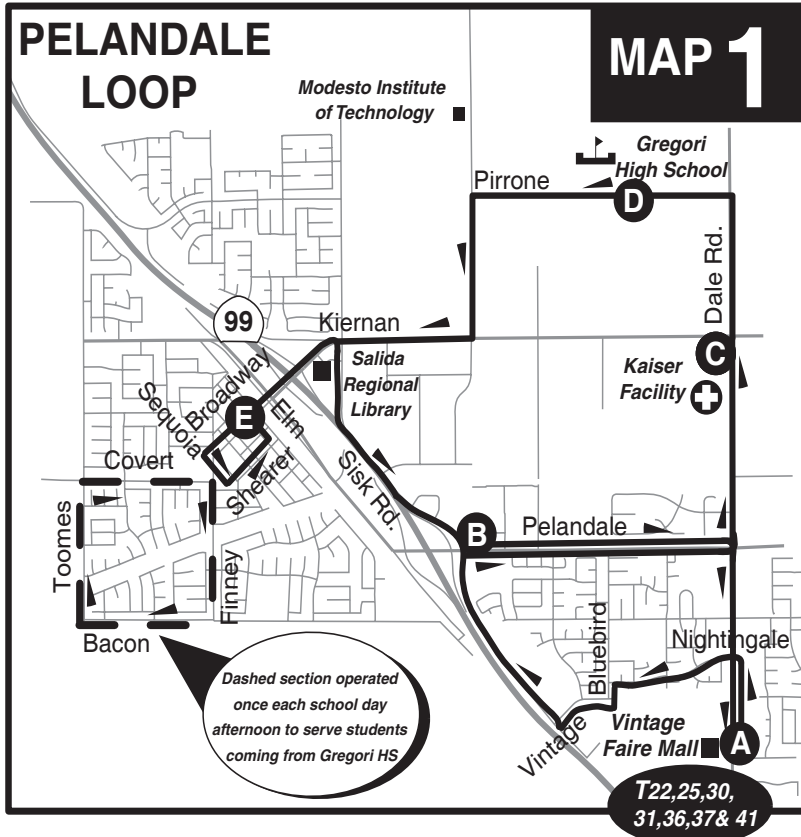 PELANDALE
LOOP
MAP 1
Modesto Institute
of Technology
Gregori
High School
Pirrone
D
Dale Rd.
99
Kiernan
C
Kaiser
Facility
Salida
Regional
Library
Broadway
Sequoia
E
Elm
Covert
Shearer
Sisk Rd.
B
Pelandale
Toomes
Finney
Bacon
Bluebird
Nightingale
Dashed section operated
once each school day
afternoon to serve students
coming from Gregori HS
Vintage
Vintage
Faire Mall
A
T22,25,30,
31,36,37& 41